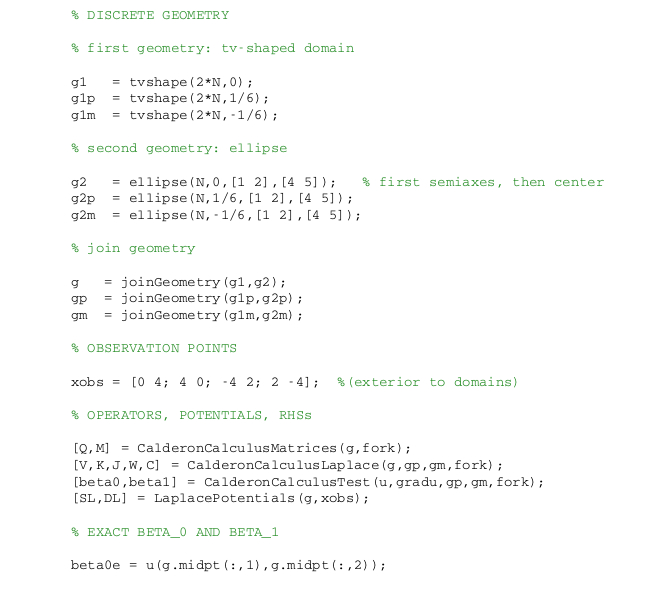 % DISCRETE GEOMETRY
% first geometry: tv-shaped domain
g1 = tvshape(2*N,0);
g1p = tvshape(2*N,1/6);
g1m = tvshape(2*N,-1/6);
% second geometry: ellipse
g2 = ellipse(N,0,[1 2],[4 5]); % first semiaxes, then center
g2p = ellipse(N,1/6,[1 2],[4 5]);
g2m = ellipse(N,-1/6,[1 2],[4 5]);
% join geometry
g = joinGeometry(g1,g2);
gp = joinGeometry(g1p,g2p);
gm = joinGeometry(g1m,g2m);
% OBSERVATION POINTS
xobs = [0 4; 4 0; -4 2; 2 -4]; %(exterior to domains)
% OPERATORS, POTENTIALS, RHSs
[Q,M] = CalderonCalculusMatrices(g,fork);
[V,K,J,W,C] = CalderonCalculusLaplace(g,gp,gm,fork);
[beta0,beta1] = CalderonCalculusTest(u,gradu,gp,gm,fork);
[SL,DL] = LaplacePotentials(g,xobs);
% EXACT BETA_0 AND BETA_1
beta0e = u(g.midpt(:,1),g.midpt(:,2));